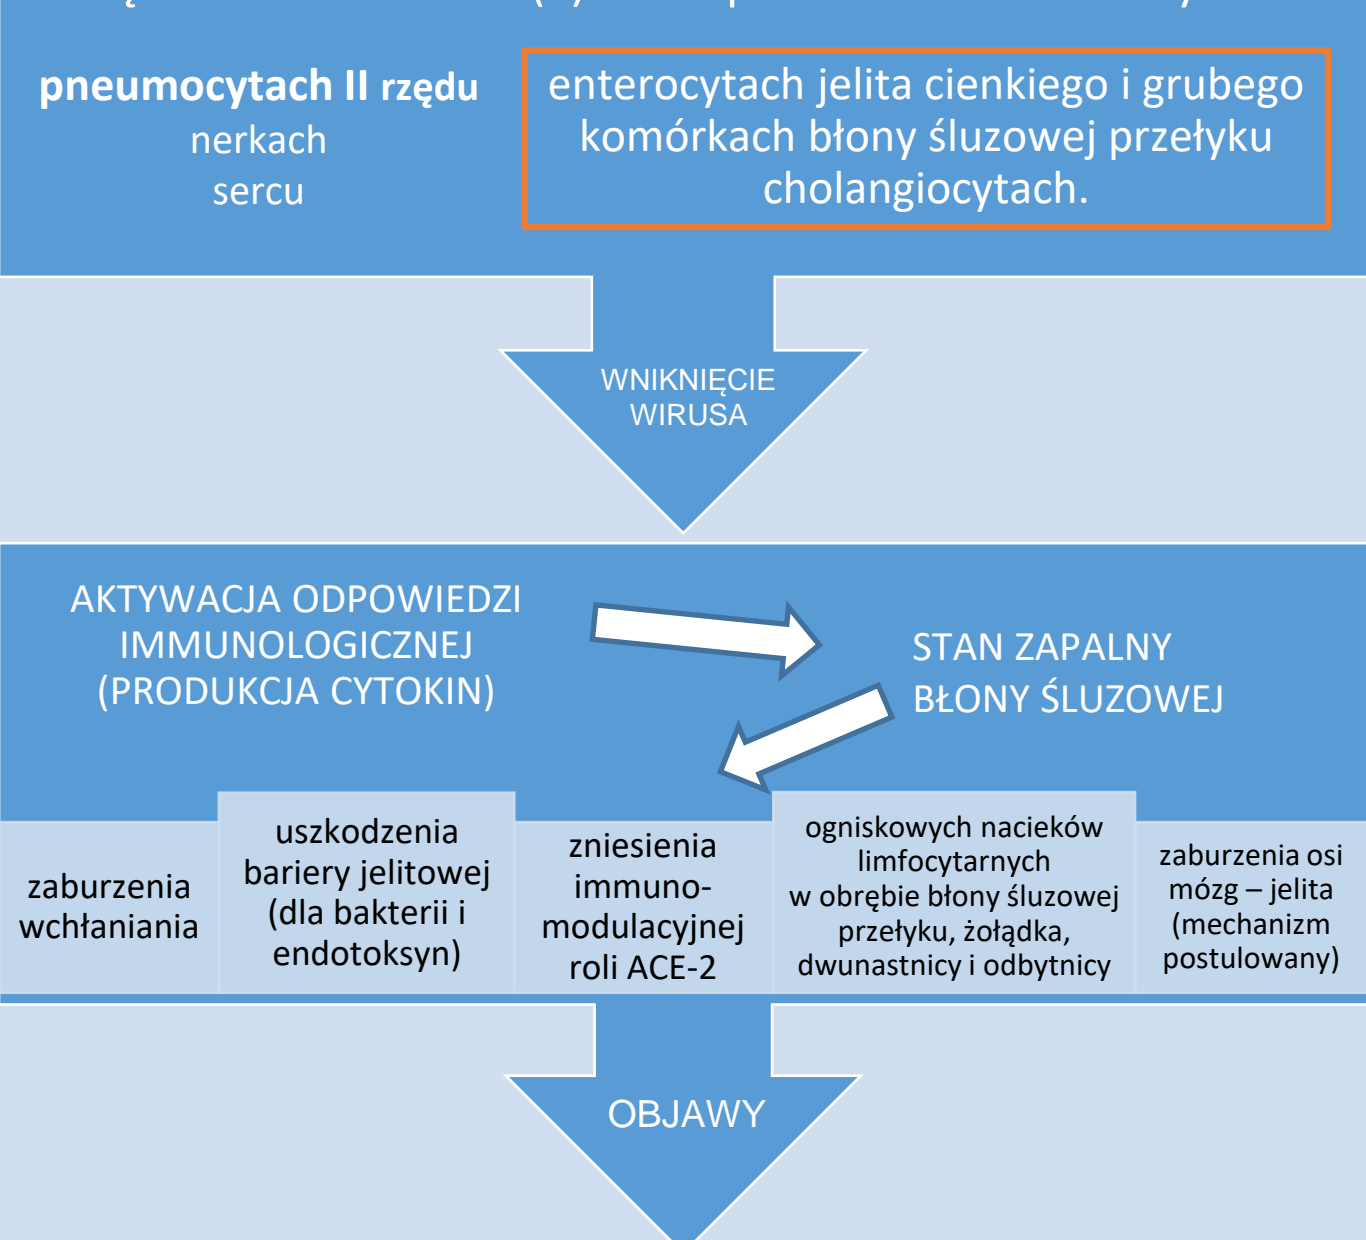 pneumocytach II rzędu
nerkach
sercu
enterocytach jelita cienkiego i grubego
komórkach błony śluzowej przełyku
cholangiocytach.
WNIKNIĘCIE
WIRUSA
AKTYWACJA ODPOWIEDZI
IMMUNOLOGICZNEJ
(PRODUKCJA CYTOKIN)
STAN ZAPALNY
BŁONY ŚLUZOWEJ
zaburzenia
wchłaniania
uszkodzenia
bariery jelitowej
(dla bakterii i
endotoksyn)
zniesienia
immuno-
modulacyjnej
roli ACE-2
ogniskowych nacieków
limfocytarnych
w obrębie błony śluzowej
przełyku, żołądka,
dwunastnicy i odbytnicy
zaburzenia osi
mózg – jelita
(mechanizm
postulowany)
OBJAWY